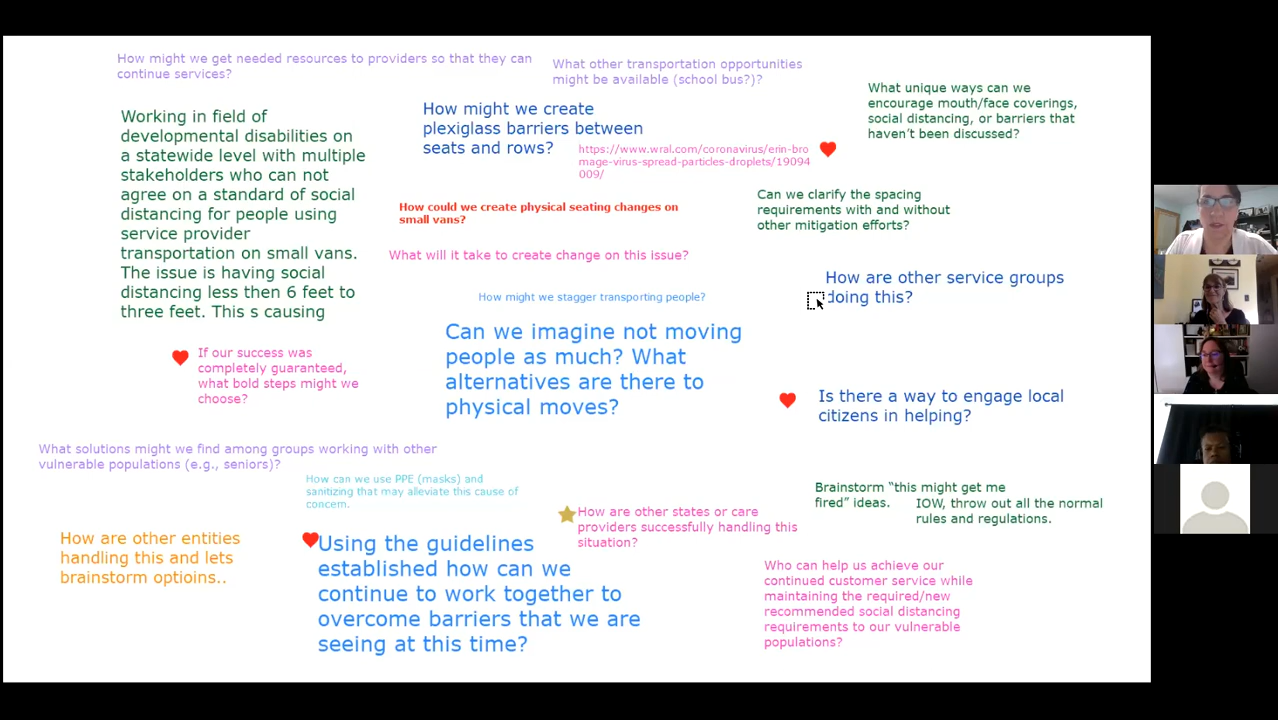 How might we get needed resources to providers so that they can
continue services?
What other transportation opportunities
might be available (school bus?)?
What unique ways can we
encourage mouth/face coverings,
social distancing, or barriers that
haven't been discussed?
Working in field of
developmental disabilities on
a statewide level with multiple
stakeholders who can not
agree on a standard of social
distancing for people using
service provider
transportation on small vans.
The issue is having social
distancing less then 6 feet to
three feet. This s causing
How might we create
plexiglass barriers between
seats and rows?
https://www.wral.com/coronavirus/erin-bro
mage-virus-spread-particles-droplets/19094
009/
How could we create physical seating changes on
small vans?
Can we clarify the spacing
requirements with and without
other mitigation efforts?
What will it take to create change on this issue?
How are other service groups
doing this?
How might we stagger transporting people?
Can we imagine not moving
people as much? What
alternatives are there to
physical moves?
If our success was
completely guaranteed,
what bold steps might we
choose?
Is there a way to engage local
citizens in helping?
What solutions might we find among groups working with other
vulnerable populations (e.g., seniors)?
How can we use PPE (masks) and
sanitizing that may alleviate this cause of
concern.
Brainstorm “this might get me
fired” ideas.
IOW, throw out all the normal
rules and regulations.
How are other states or care
providers successfully handling this
situation?
How are other entities
handling this and lets
brainstorm optioins..
Using the guidelines
established how can we
continue to work together to
overcome barriers that we are
seeing at this time?
Who can help us achieve our
continued customer service while
maintaining the required/new
recommended social distancing
requirements to our vulnerable
populations?